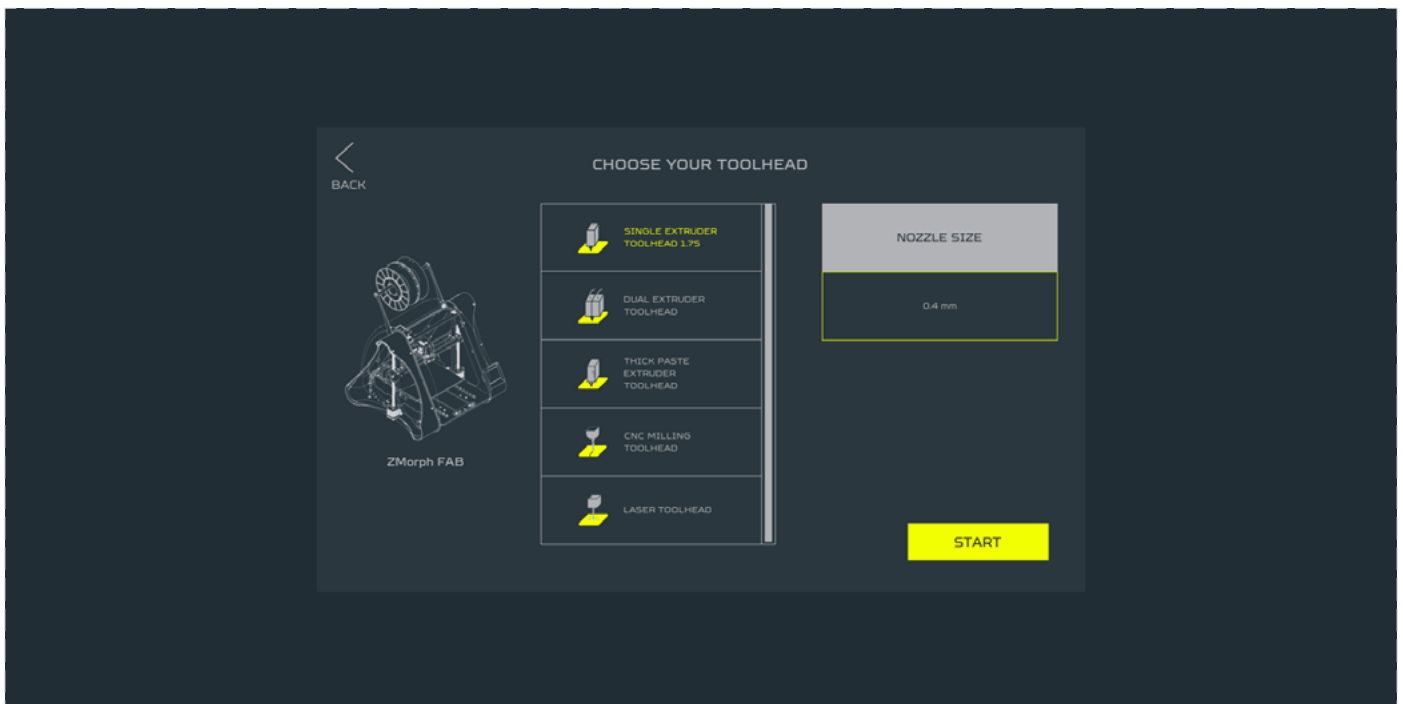 BACK
CHOOSE YOUR TOOLHEAD
ZMorph FAB
SINGLE EXTRUDER
TOOLHEAD 1.75
DUAL EXTRUDER
TOOLHEAD
THICK PASTE
EXTRUDER
TOOLHEAD
CNC MILLING
TOOLHEAD
LASER TOOLHEAD
NOZZLE SIZE
0.4 mm
START